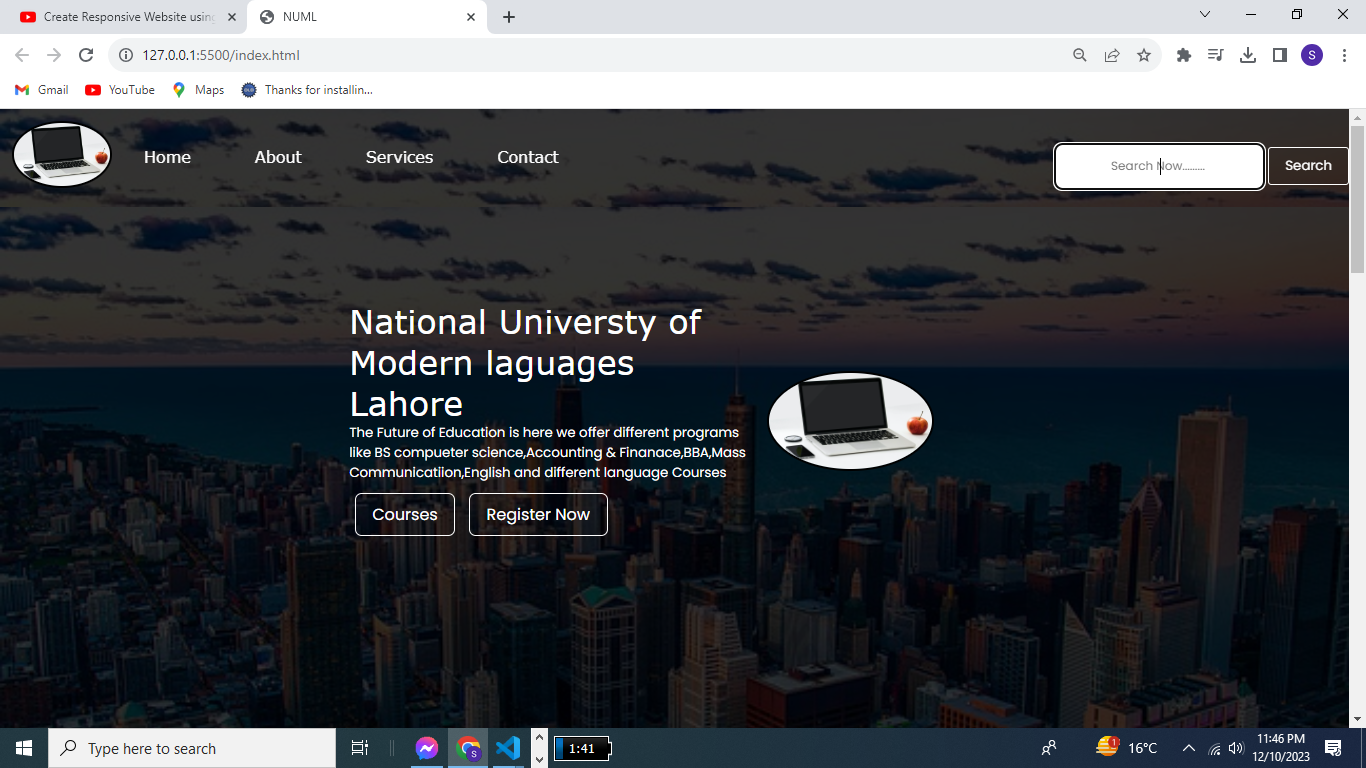 Create Responsive Website usin
NUML
127.0.0.1:5500/index.html
S
Gmail
YouTube
Maps
Thanks for installin...
Home
About
Services
Contact
Search Now.........
Search
National Universty of
Modern laguages
Lahore
The Future of Education is here we offer different programs
like BS compueter science,Accounting & Finanace,BBA,Mass
Communicatiion,English and different language Courses
Courses
Register Now
Type here to search
S
1:41
1
16°C
11:46 PM
12/10/2023